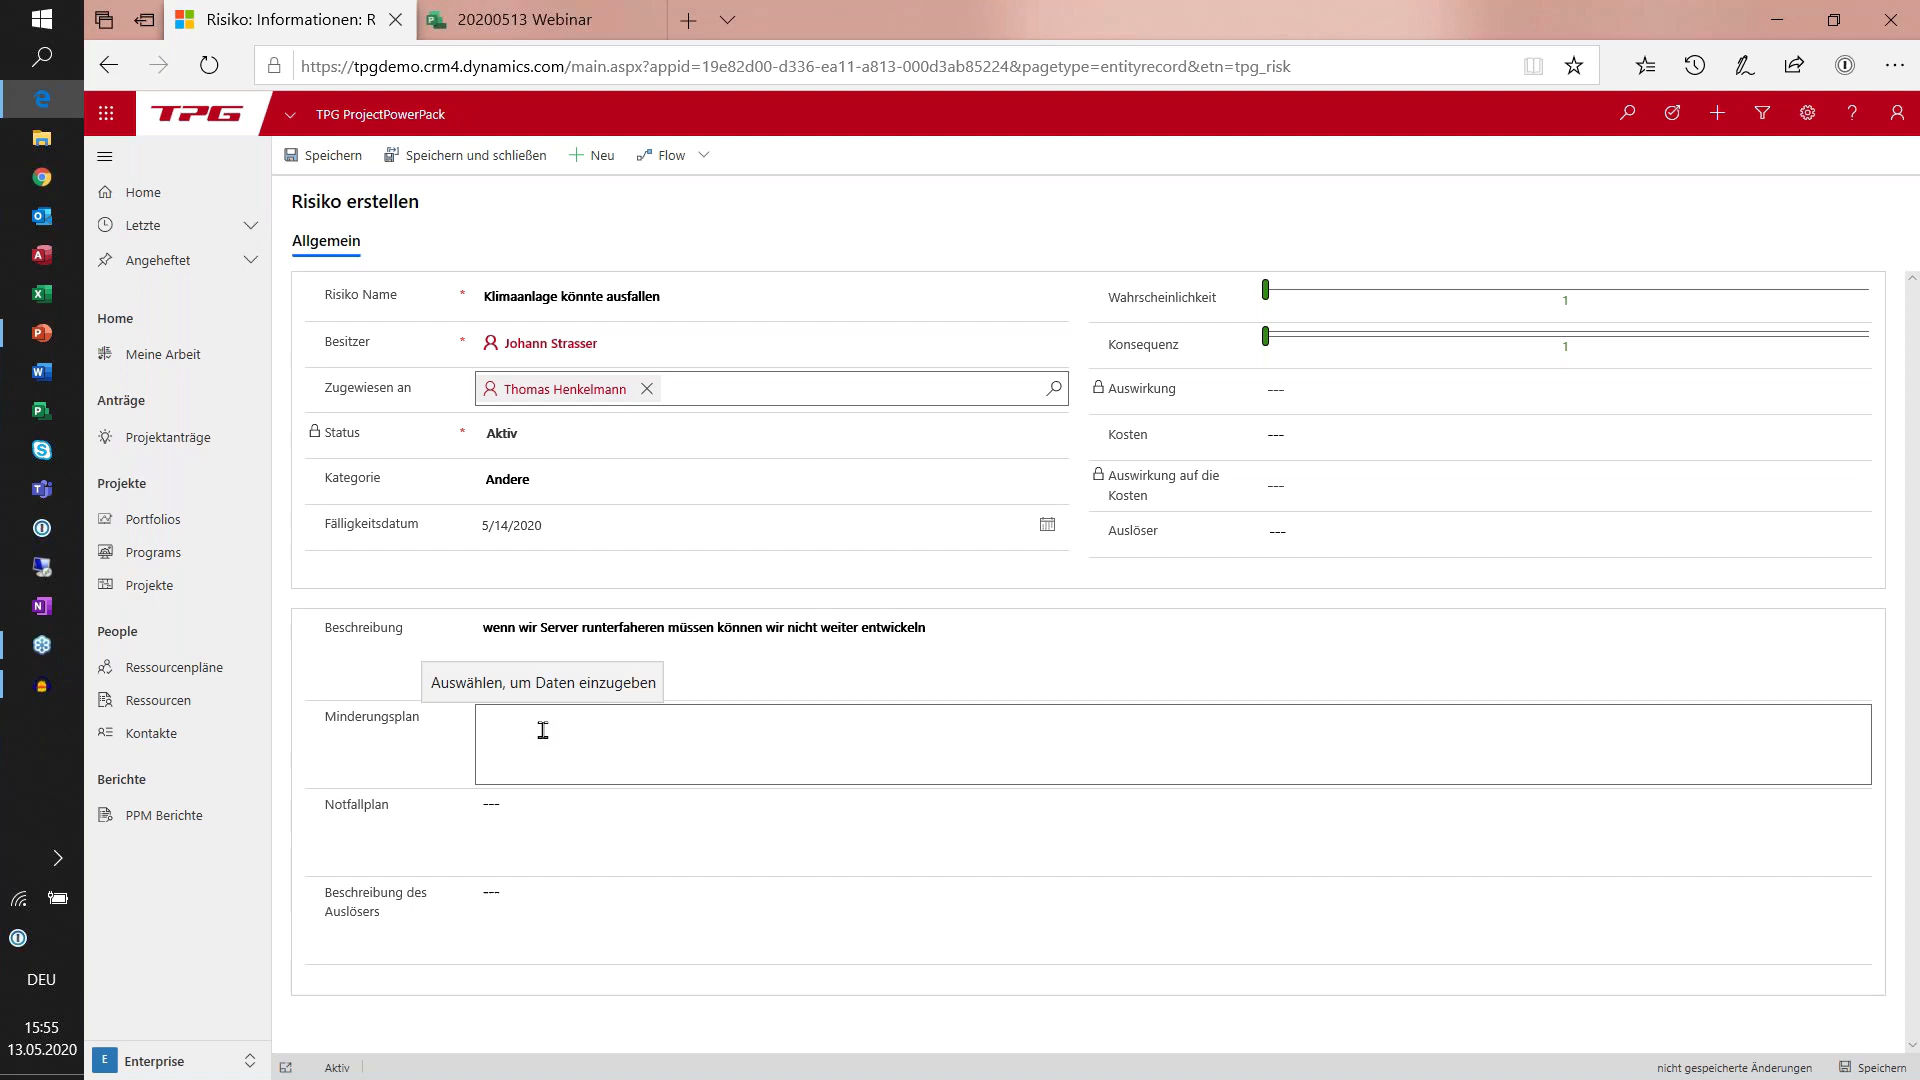 Risiko: Informationen: R
20200513 Webinar
https://tpgdemo.crm4.dynamics.com/main.aspx?appid=19e82d00-d336-ea11-a813-000d3ab85224&pagetype=entityrecord&etn=tpg_risk
TPG
TPG ProjectPowerPack
Speichern
Speichern und schließen
Neu
Flow
Home
Letzte
Angeheftet
Home
Meine Arbeit
Anträge
Projektanträge
Projekte
Portfolios
Programs
Projekte
People
Ressourcenpläne
Ressourcen
Kontakte
Berichte
PPM Berichte
E Enterprise
Risiko erstellen
Allgemein
Risiko Name * Klimaanlage könnte ausfallen
Besitzer * Johann Strasser
Zugewiesen an Thomas Henkelmann
Status * Aktiv
Kategorie Andere
Fälligkeitsdatum 5/14/2020
Wahrscheinlichkeit 1
Konsequenz 1
Auswirkung ---
Kosten ---
Auswirkung auf die
Kosten ---
Auslöser ---
Beschreibung wenn wir Server runterfaheren müssen können wir nicht weiter entwickeln
Auswählen, um Daten einzugeben
Minderungsplan
Notfallplan ---
Beschreibung des
Auslösers ---
Aktiv
nicht gespeicherte Änderungen
Speichern
DEU
15:55
13.05.2020